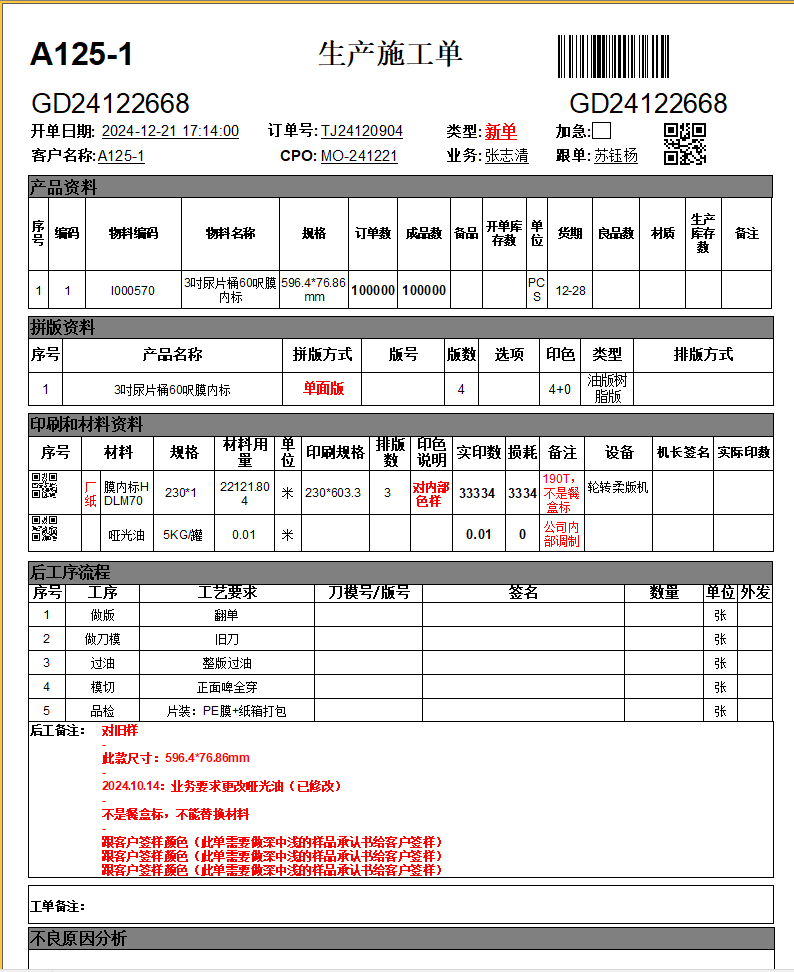 A125-1 生产施工单
GD24122668 GD24122668
开单日期: 2024-12-21 17:14:00 订单号: TJ24120904 类型: 新单 加急:
客户名称: A125-1 CPO: MO-241221 业务: 张志清 跟单: 苏钰杨
产品资料
序号 编码 物料编码 物料名称 规格 订单数 成品数 备品 开单库存数 单位 货期 良品数 材质 生产库存数 备注
1 1 I000570 3吋尿片桶60呎膜内标 596.4*76.86mm 100000 100000 PCS 12-28
拼版资料
序号 产品名称 拼版方式 版号 版数 选项 印色 类型 排版方式
1 3吋尿片桶60呎膜内标 单面版 4 4+0 油版树脂版
印刷和材料资料
序号 材料 规格 材料用量 单位 印刷规格 排版数 印色说明 实印数 损耗 备注 设备 机长签名 实际印数
厂纸 膜内标HDLM70 230*1 22121.804 米 230*603.3 3 对内部色样 33334 3334 190T，不是餐盒标 轮转柔版机
哑光油 5KG/罐 0.01 米 0.01 0 公司内部调制
后工序流程
序号 工序 工艺要求 刀模号/版号 签名 数量 单位 外发
1 做版 翻单 张
2 做刀模 旧刀 张
3 过油 整版过油 张
4 模切 正面啤全穿 张
5 品检 片装：PE膜+纸箱打包 张
后工备注: 对旧样
-
此款尺寸：596.4*76.86mm
-
2024.10.14：业务要求更改哑光油（已修改）
-
不是餐盒标，不能替换材料
-
跟客户签样颜色（此单需要做深中浅的样品承认书给客户签样）
跟客户签样颜色（此单需要做深中浅的样品承认书给客户签样）
跟客户签样颜色（此单需要做深中浅的样品承认书给客户签样）
工单备注:
不良原因分析